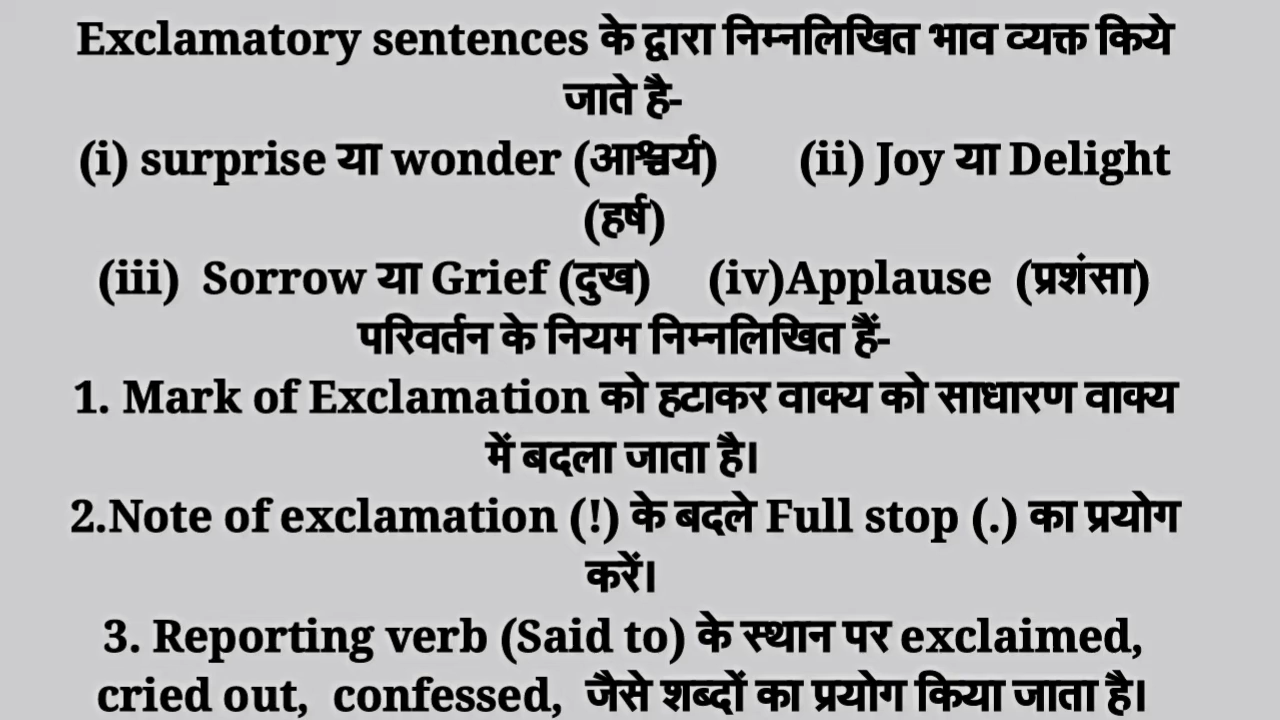 Exclamatory sentences के द्वारा निम्नलिखित भाव व्यक्त किये
जाते है-
(i) surprise या wonder (आश्चर्य) (ii) Joy या Delight
(हर्ष)
(iii) Sorrow या Grief (दुख) (iv)Applause (प्रशंसा)
परिवर्तन के नियम निम्नलिखित हैं-
1. Mark of Exclamation को हटाकर वाक्य को साधारण वाक्य
में बदला जाता है।
2.Note of exclamation (!) के बदले Full stop (.) का प्रयोग
करें।
3. Reporting verb (Said to) के स्थान पर exclaimed,
cried out, confessed, जैसे शब्दों का प्रयोग किया जाता है।